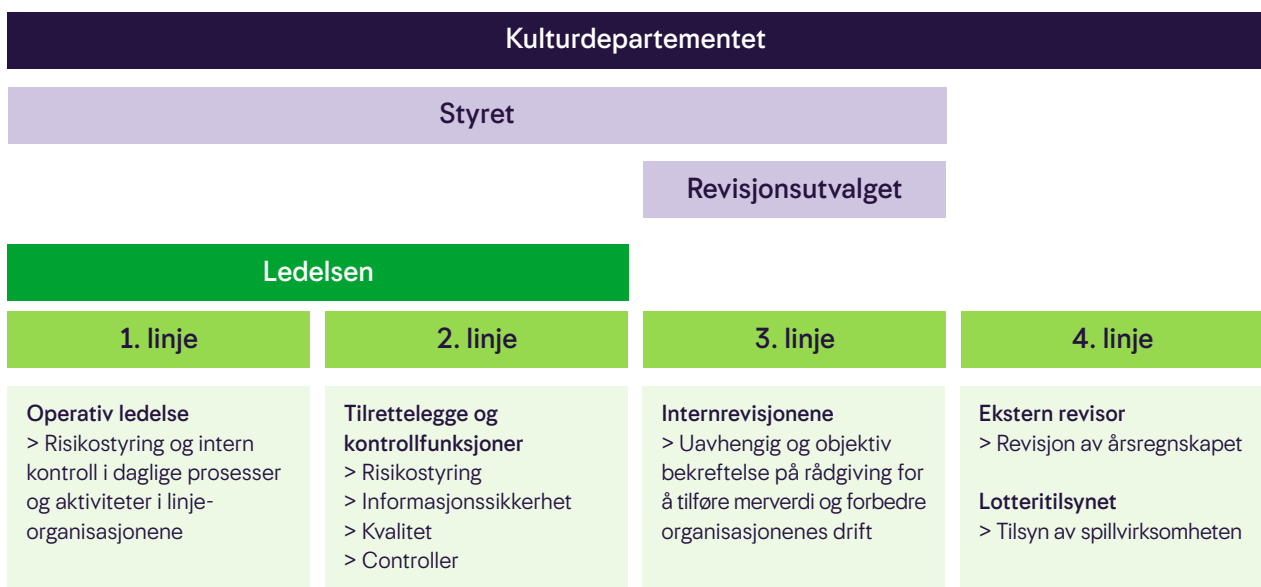 Kulturdepartementet
Styret
Revisjonsutvalget
Ledelsen
1. linje
2. linje
3. linje
4. linje
Operativ ledelse
> Risikostyring og intern
kontroll i daglige prosesser
og aktiviteter i linje-
organisasjonene
Tilrettelegge og
kontrollfunksjoner
> Risikostyring
> Informasjonssikkerhet
> Kvalitet
> Controller
Internrevisjonene
> Uavhengig og objektiv
bekreftelse på rådgiving for
å tilføre merverdi og forbedre
organisasjonenes drift
Ekstern revisor
> Revisjon av årsregnskapet
Lotteritilsynet
> Tilsyn av spillvirksomheten